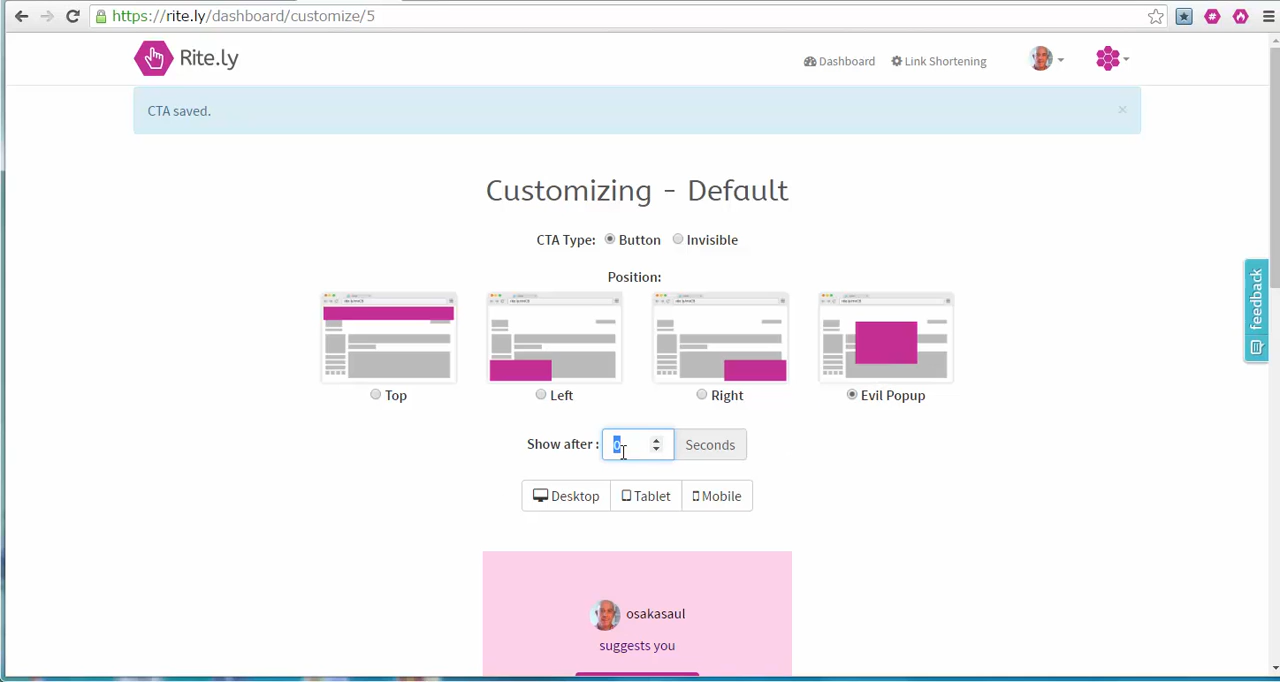 https://rite.ly/dashboard/customize/5
Rite.ly
Dashboard
Link Shortening
CTA saved.
×
Customizing - Default
CTA Type: Button Invisible
Position:
Top
Left
Right
Evil Popup
Show after : 0 Seconds
Desktop Tablet Mobile
osakasaul
suggests you
feedback